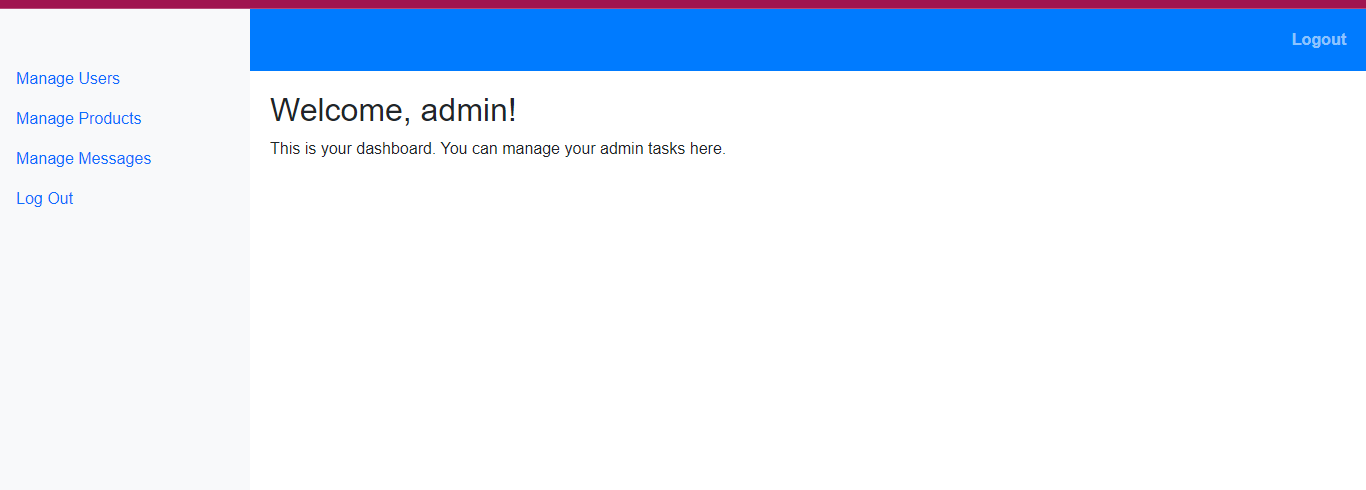 Logout
Manage Users
Manage Products
Manage Messages
Log Out
Welcome, admin!
This is your dashboard. You can manage your admin tasks here.